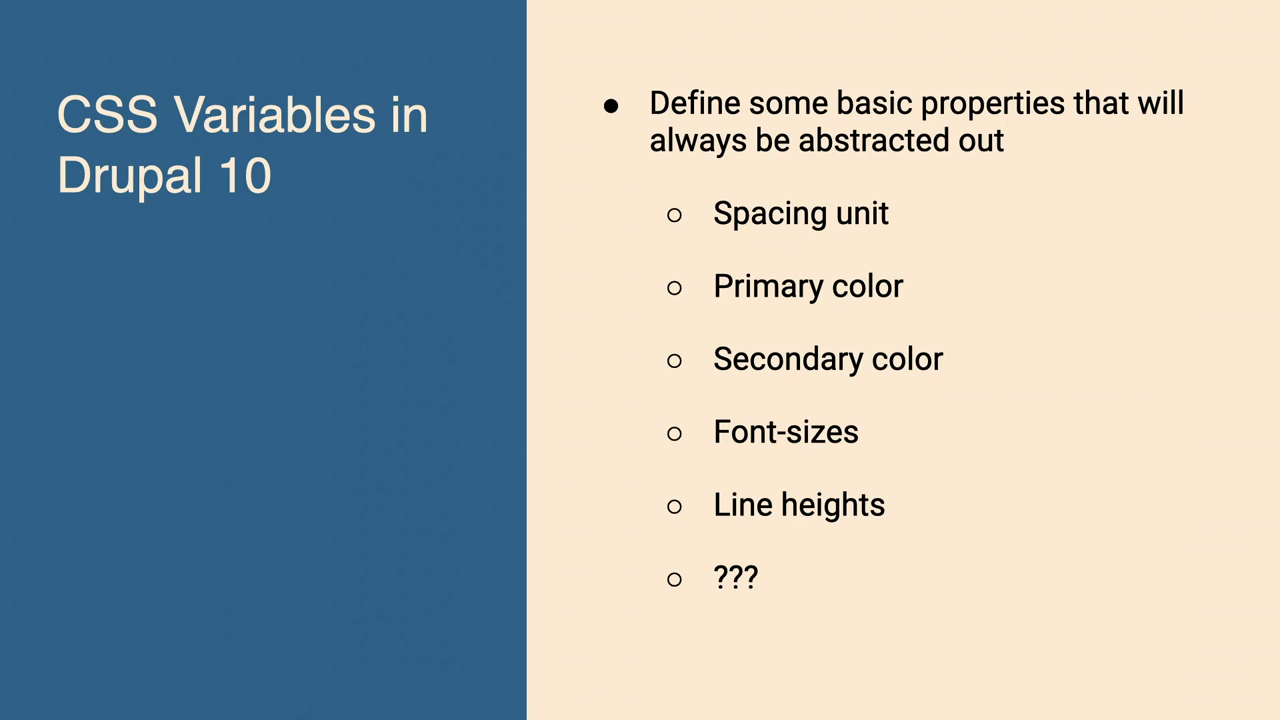 CSS Variables in
Drupal 10
● Define some basic properties that will
always be abstracted out
○ Spacing unit
○ Primary color
○ Secondary color
○ Font-sizes
○ Line heights
○ ???